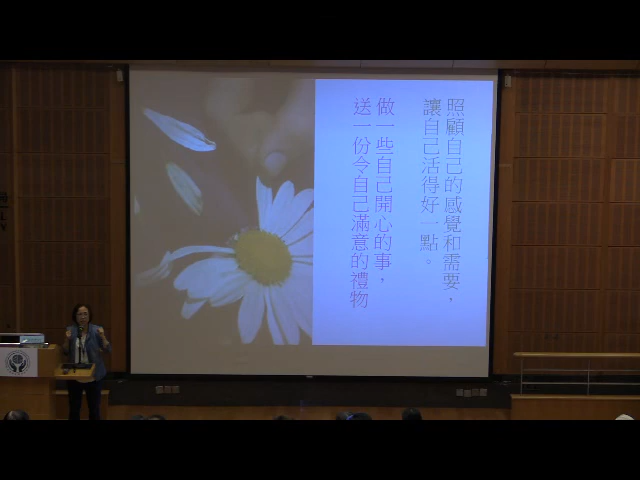 照顧自己的感覺和需要，
讓自己活得好一點。
做一些自己開心的事，
送一份令自己滿意的禮物